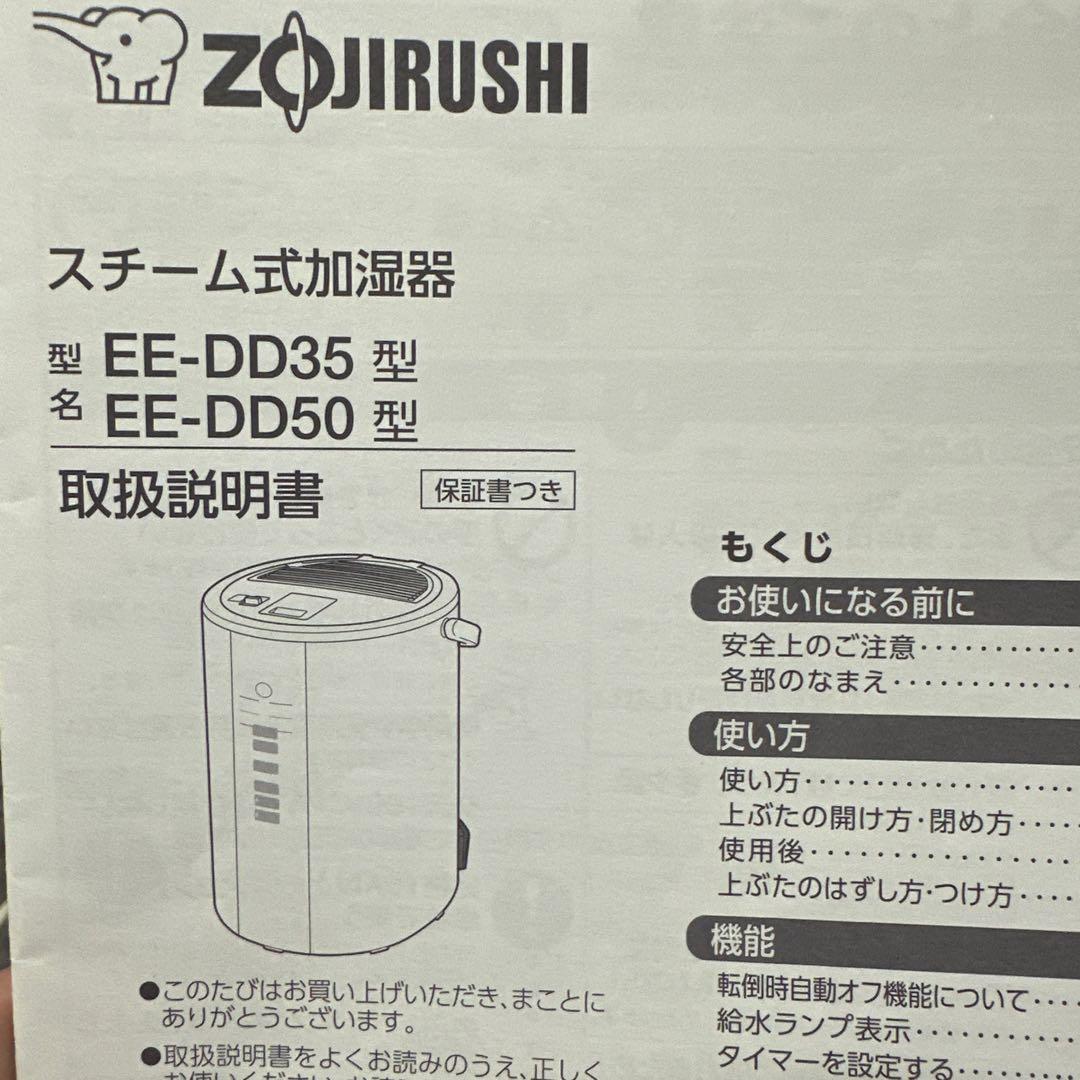 ZOJIRUSHI
スチーム式加湿器
型名 EE-DD35 型
EE-DD50 型
取扱説明書 保証書つき
●このたびはお買い上げいただき、まことに
ありがとうございます。
●取扱説明書をよくお読みのうえ、正しく
もくじ
お使いになる前に
安全上のご注意‥‥‥‥
各部のなまえ‥‥‥‥‥
使い方
使い方‥‥‥‥‥‥‥
上ぶたの開け方・閉め方‥‥
使用後‥‥‥‥‥‥‥
上ぶたのはずし方・つけ方‥‥
機能
転倒時自動オフ機能について‥‥
給水ランプ表示‥‥‥‥
タイマーを設定する‥‥‥